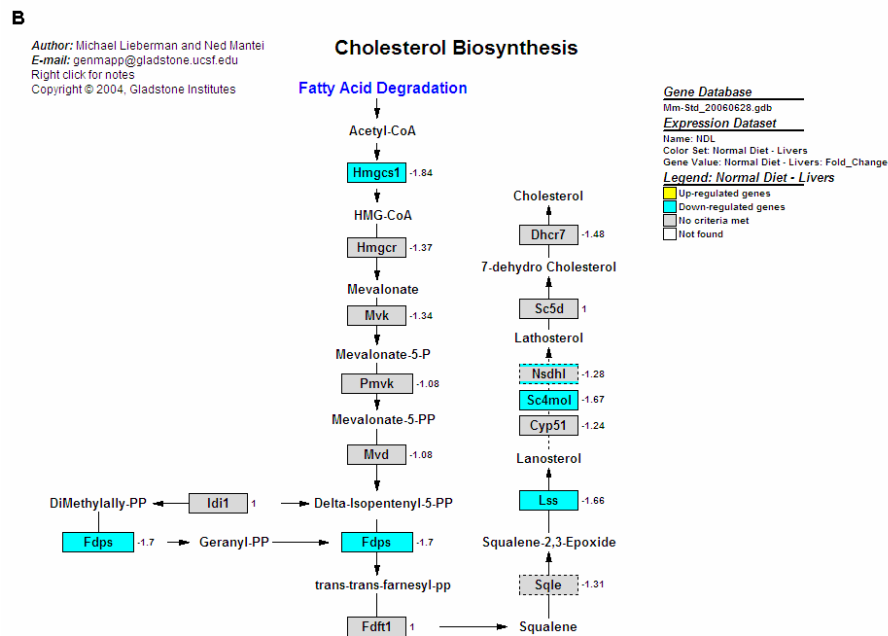 B
Author: Michael Lieberman and Ned Mantei
E-mail: genmapp@gladstone.ucsf.edu
Right click for notes
Copyright © 2004, Gladstone Institutes
Cholesterol Biosynthesis
Gene Database
Mm-Std_20060628.gdb
Expression Dataset
Name: NDL
Color Set: Normal Diet - Livers
Gene Value: Normal Diet - Livers: Fold_Change
Legend: Normal Diet - Livers
Up-regulated genes
Down-regulated genes
No criteria met
Not found
Fatty Acid Degradation
Acetyl-CoA
Hmgcs1 -1.84
HMG-CoA
Hmgcr -1.37
Mevalonate
Mvk -1.34
Mevalonate-5-P
Pmvk -1.08
Mevalonate-5-PP
Mvd -1.08
DiMethylally-PP
Idi1 1
Delta-Isopentenyl-5-PP
Fdps -1.7
Geranyl-PP
Fdps -1.7
trans-trans-farnesyl-pp
Fdft1 1
Squalene
Sqle -1.31
Squalene-2,3-Epoxide
Lss -1.66
Lanosterol
Cyp51 -1.24
Sc4mol -1.67
Nsdhl -1.28
Lathosterol
Sc5d 1
7-dehydro Cholesterol
Dhcr7 -1.48
Cholesterol